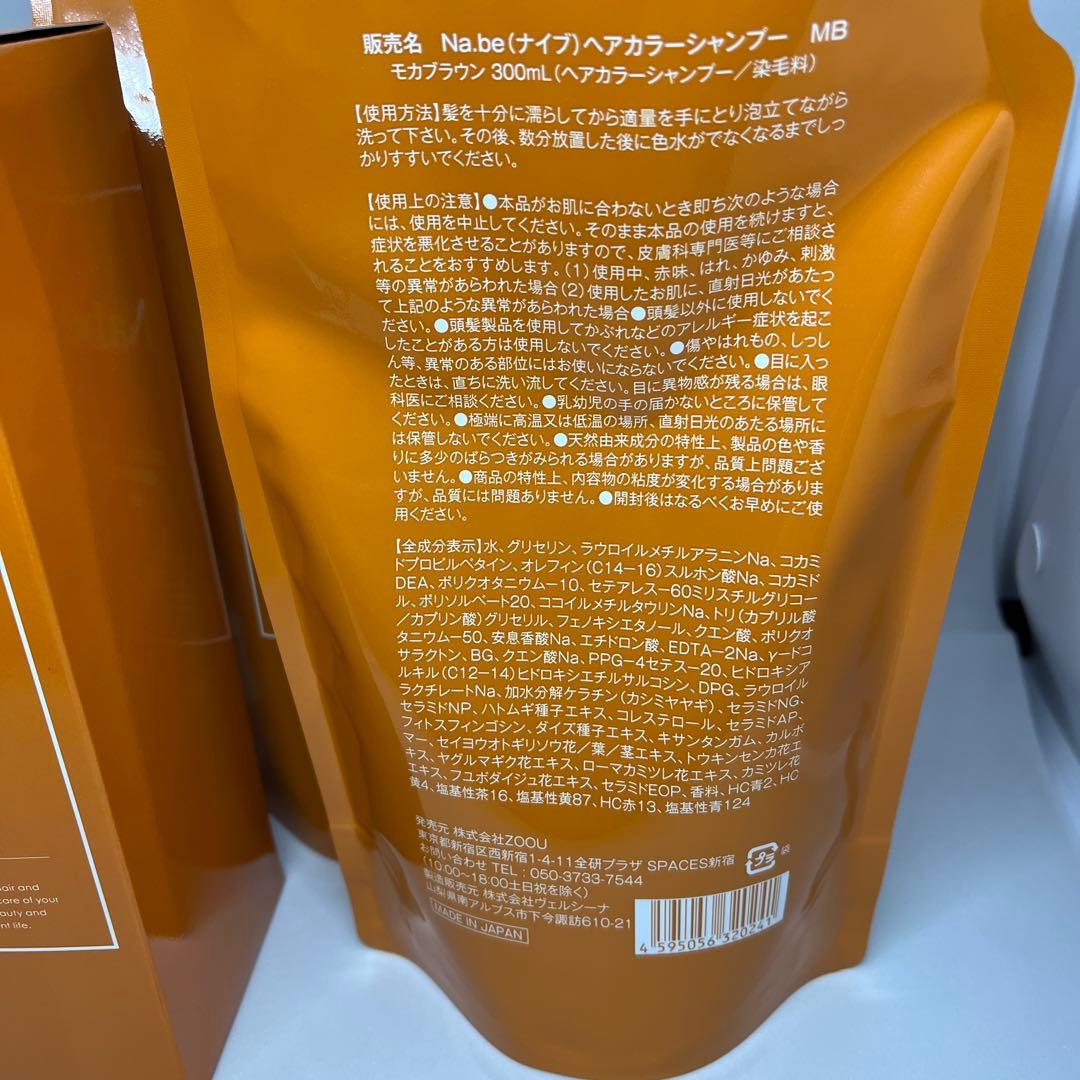 販売名 Na.be(ナイブ)ヘアカラーシャンプー MB
モカブラウン 300mL(ヘアカラーシャンプー/染毛料)
【使用方法】髪を十分に濡らしてから適量を手にとり泡立てながら
洗って下さい。その後、数分放置した後に色水がでなくなるまでしっ
かりすすいでください。
【使用上の注意】●本品がお肌に合わないとき即ち次のような場合
には、使用を中止してください。そのまま本品の使用を続けますと、
症状を悪化させることがありますので、皮膚科専門医等にご相談さ
れることをおすすめします。(1)使用中、赤味、はれ、かゆみ、刺激
等の異常があらわれた場合(2)使用したお肌に、直射日光があたっ
て上記のような異常があらわれた場合●頭髪以外に使用しないでく
ださい。●頭髪製品を使用してかぶれなどのアレルギー症状を起こ
したことがある方は使用しないでください。●傷やはれもの、しっし
ん等、異常のある部位にはお使いにならないでください。●目に入っ
たときは、直ちに洗い流してください。目に異物感が残る場合は、眼
科医にご相談ください。●乳幼児の手の届かないところに保管して
ください。●極端に高温又は低温の場所、直射日光のあたる場所に
は保管しないでください。●天然由来成分の特性上、製品の色や香
りに多少のばらつきがみられる場合がありますが、品質上問題ござ
いません。●商品の特性上、内容物の粘度が変化する場合がありま
すが、品質には問題ありません。●開封後はなるべくお早めにご使
用ください。
【全成分表示】水、グリセリン、ラウロイルメチルアラニンNa、コカミ
ドプロピルベタイン、オレフィン(C14-16)スルホン酸Na、コカミド
DEA、ポリクオタニウム-10、セテアレス-60ミリスチルグリコー
ル、ポリソルベート20、ココイルメチルタウリンNa、トリ(カプリル酸
/カプリン酸)グリセリル、フェノキシエタノール、クエン酸、ポリクオ
タニウム-50、安息香酸Na、エチドロン酸、EDTA-2Na、γ-ドコ
サラクトン、BG、クエン酸Na、PPG-4セテス-20、ヒドロキシア
ルキル(C12-14)ヒドロキシエチルサルコシン、DPG、ラウロイル
ラクチレートNa、加水分解ケラチン(カシミヤヤギ)、セラミドNG、
セラミドNP、ハトムギ種子エキス、コレステロール、セラミドAP、
フィトスフィンゴシン、ダイズ種子エキス、キサンタンガム、カルボ
マー、セイヨウオトギリソウ花/葉/茎エキス、トウキンセンカ花エ
キス、ヤグルマギク花エキス、ローマカミツレ花エキス、カミツレ花
エキス、フユボダイジュ花エキス、セラミドEOP、香料、HC青2、HC
黄4、塩基性茶16、塩基性黄87、HC赤13、塩基性青124
発売元 株式会社ZOOU
東京都新宿区西新宿1-4-11全研プラザ SPACES新宿
お問い合わせ TEL:050-3733-7544
(10:00~18:00土日祝を除く)
製造販売元 株式会社ヴェルシーナ
山梨県南アルプス市下今諏訪610-21
MADE IN JAPAN
プラ
袋
4 595056 320241
air and
care of your
eauty and
nt life.